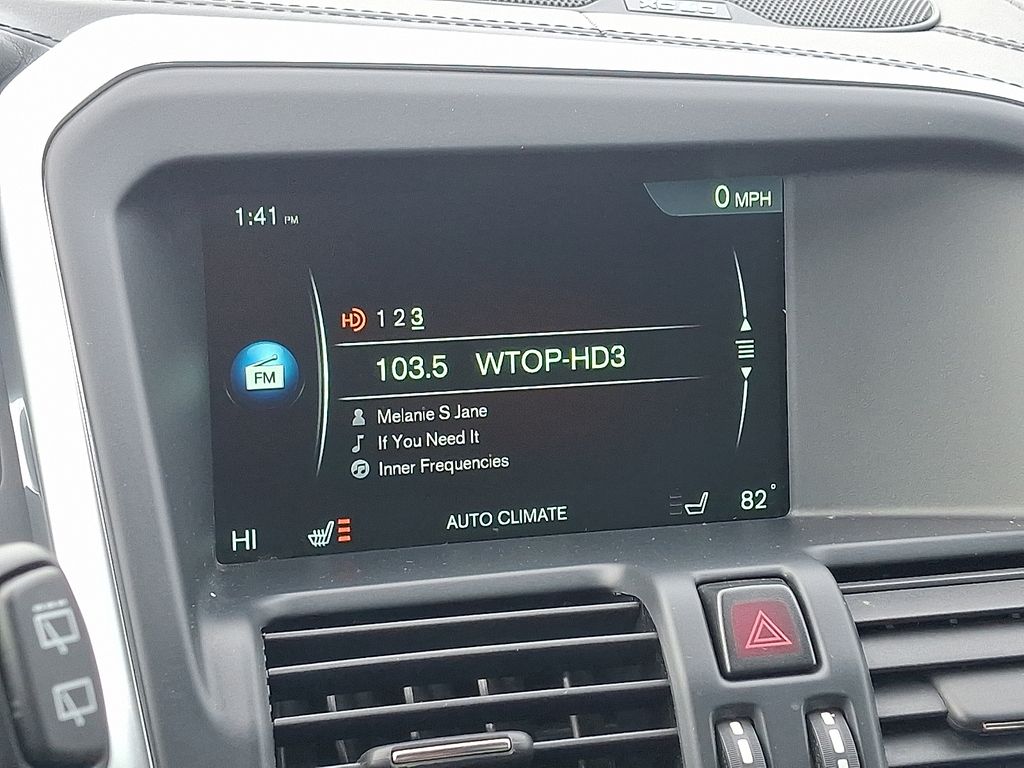 XC60
0 MPH
1:41 PM
HD 1 2 3
103.5 WTOP-HD3
FM
Melanie S Jane
If You Need It
Inner Frequencies
HI AUTO CLIMATE 82°